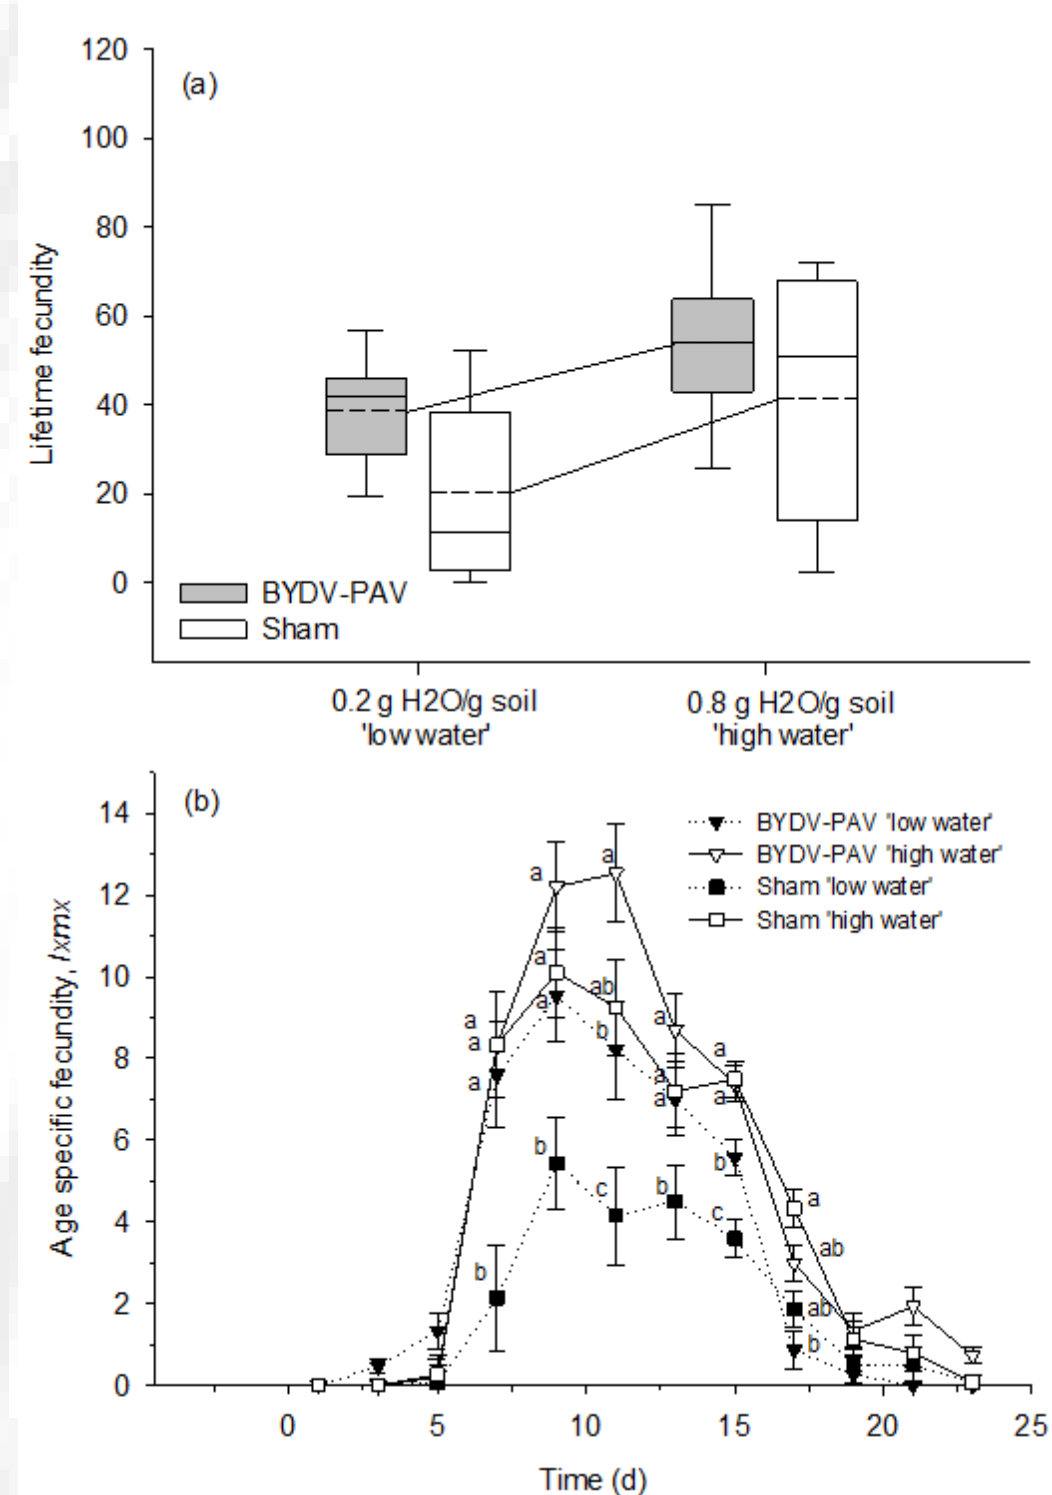 120
(a)
100
80
60
40
20
0
Lifetime fecundity
BYDV-PAV
Sham
0.2 g H2O/g soil
'low water'
0.8 g H2O/g soil
'high water'
(b)
14
12
10
8
6
4
2
0
Age specific fecundity, lxmx
BYDV-PAV 'low water'
BYDV-PAV 'high water'
Sham 'low water'
Sham 'high water'
a
a
a
a
ab
a
a
b
a
a
a
a
a
a
a
b
b
b
c
b
c
a
b
ab
ab
b
0 5 10 15 20 25
Time (d)